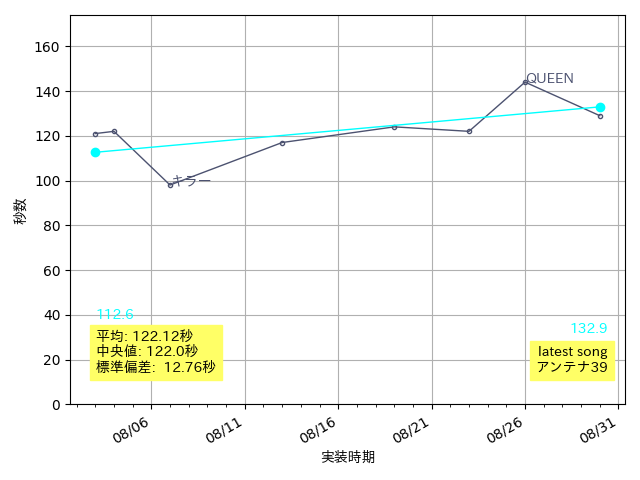 160
140
120
100
80
60
40
20
0
秒数
QUEEN
キラー
112.6
平均: 122.12秒
中央値: 122.0秒
標準偏差: 12.76秒
132.9
latest song
アンテナ39
08/06
08/11
08/16
08/21
08/26
08/31
実装時期